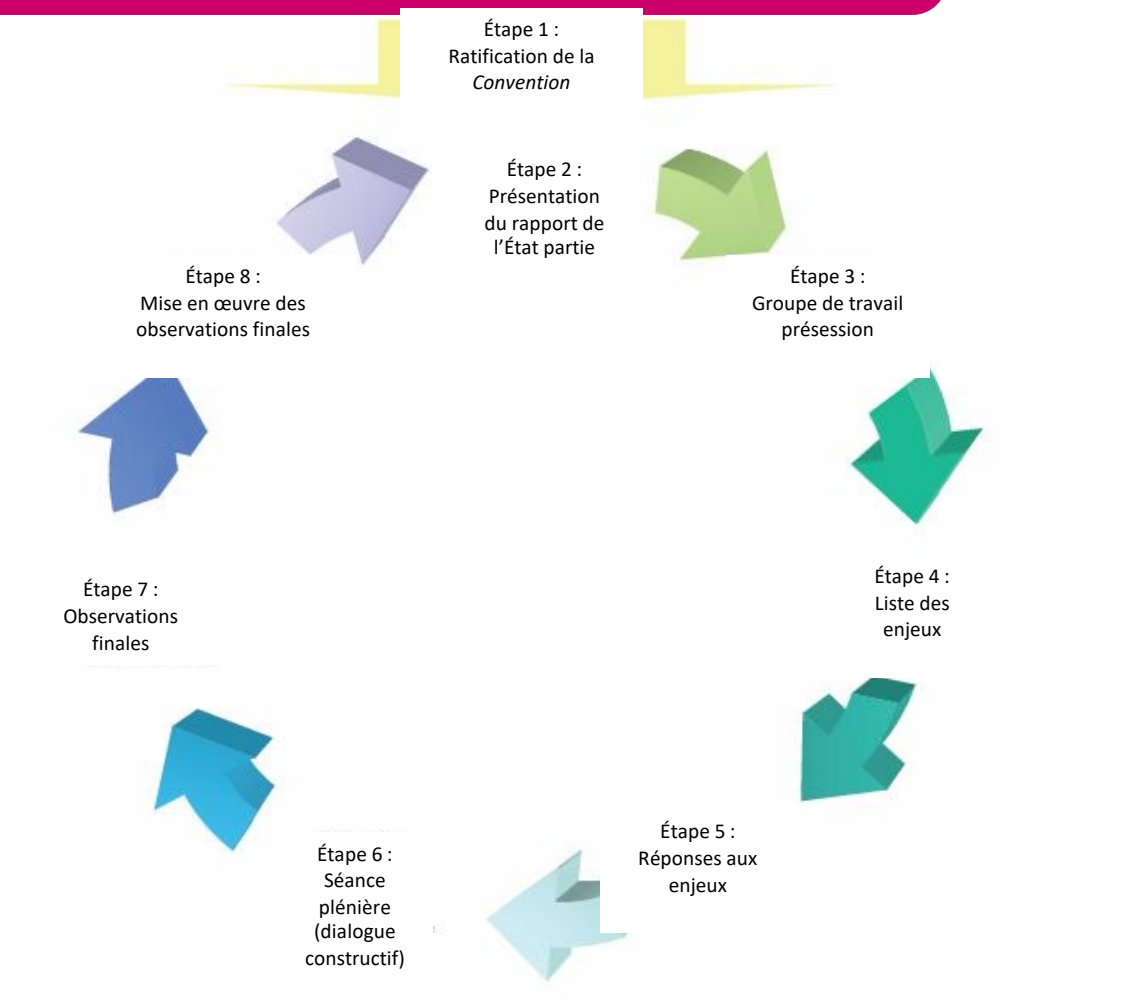 Étape 1 :
Ratification de la
Convention
Étape 2 :
Présentation
du rapport de
l’État partie
Étape 3 :
Groupe de travail
présession
Étape 4 :
Liste des
enjeux
Étape 5 :
Réponses aux
enjeux
Étape 6 :
Séance
plénière
(dialogue
constructif)
Étape 7 :
Observations
finales
Étape 8 :
Mise en œuvre des
observations finales